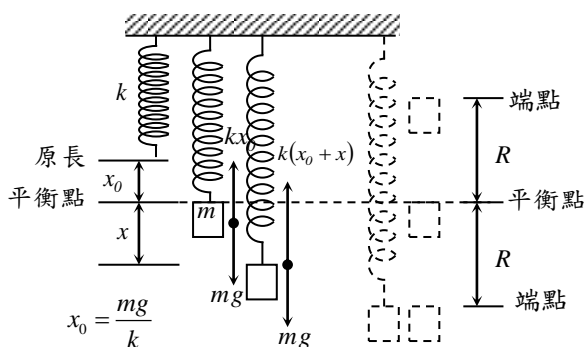 k
原長
x₀
平衡點
x
x₀ = mg/k
m
kx₀
mg
k(x₀ + x)
mg
端點
R
平衡點
R
端點